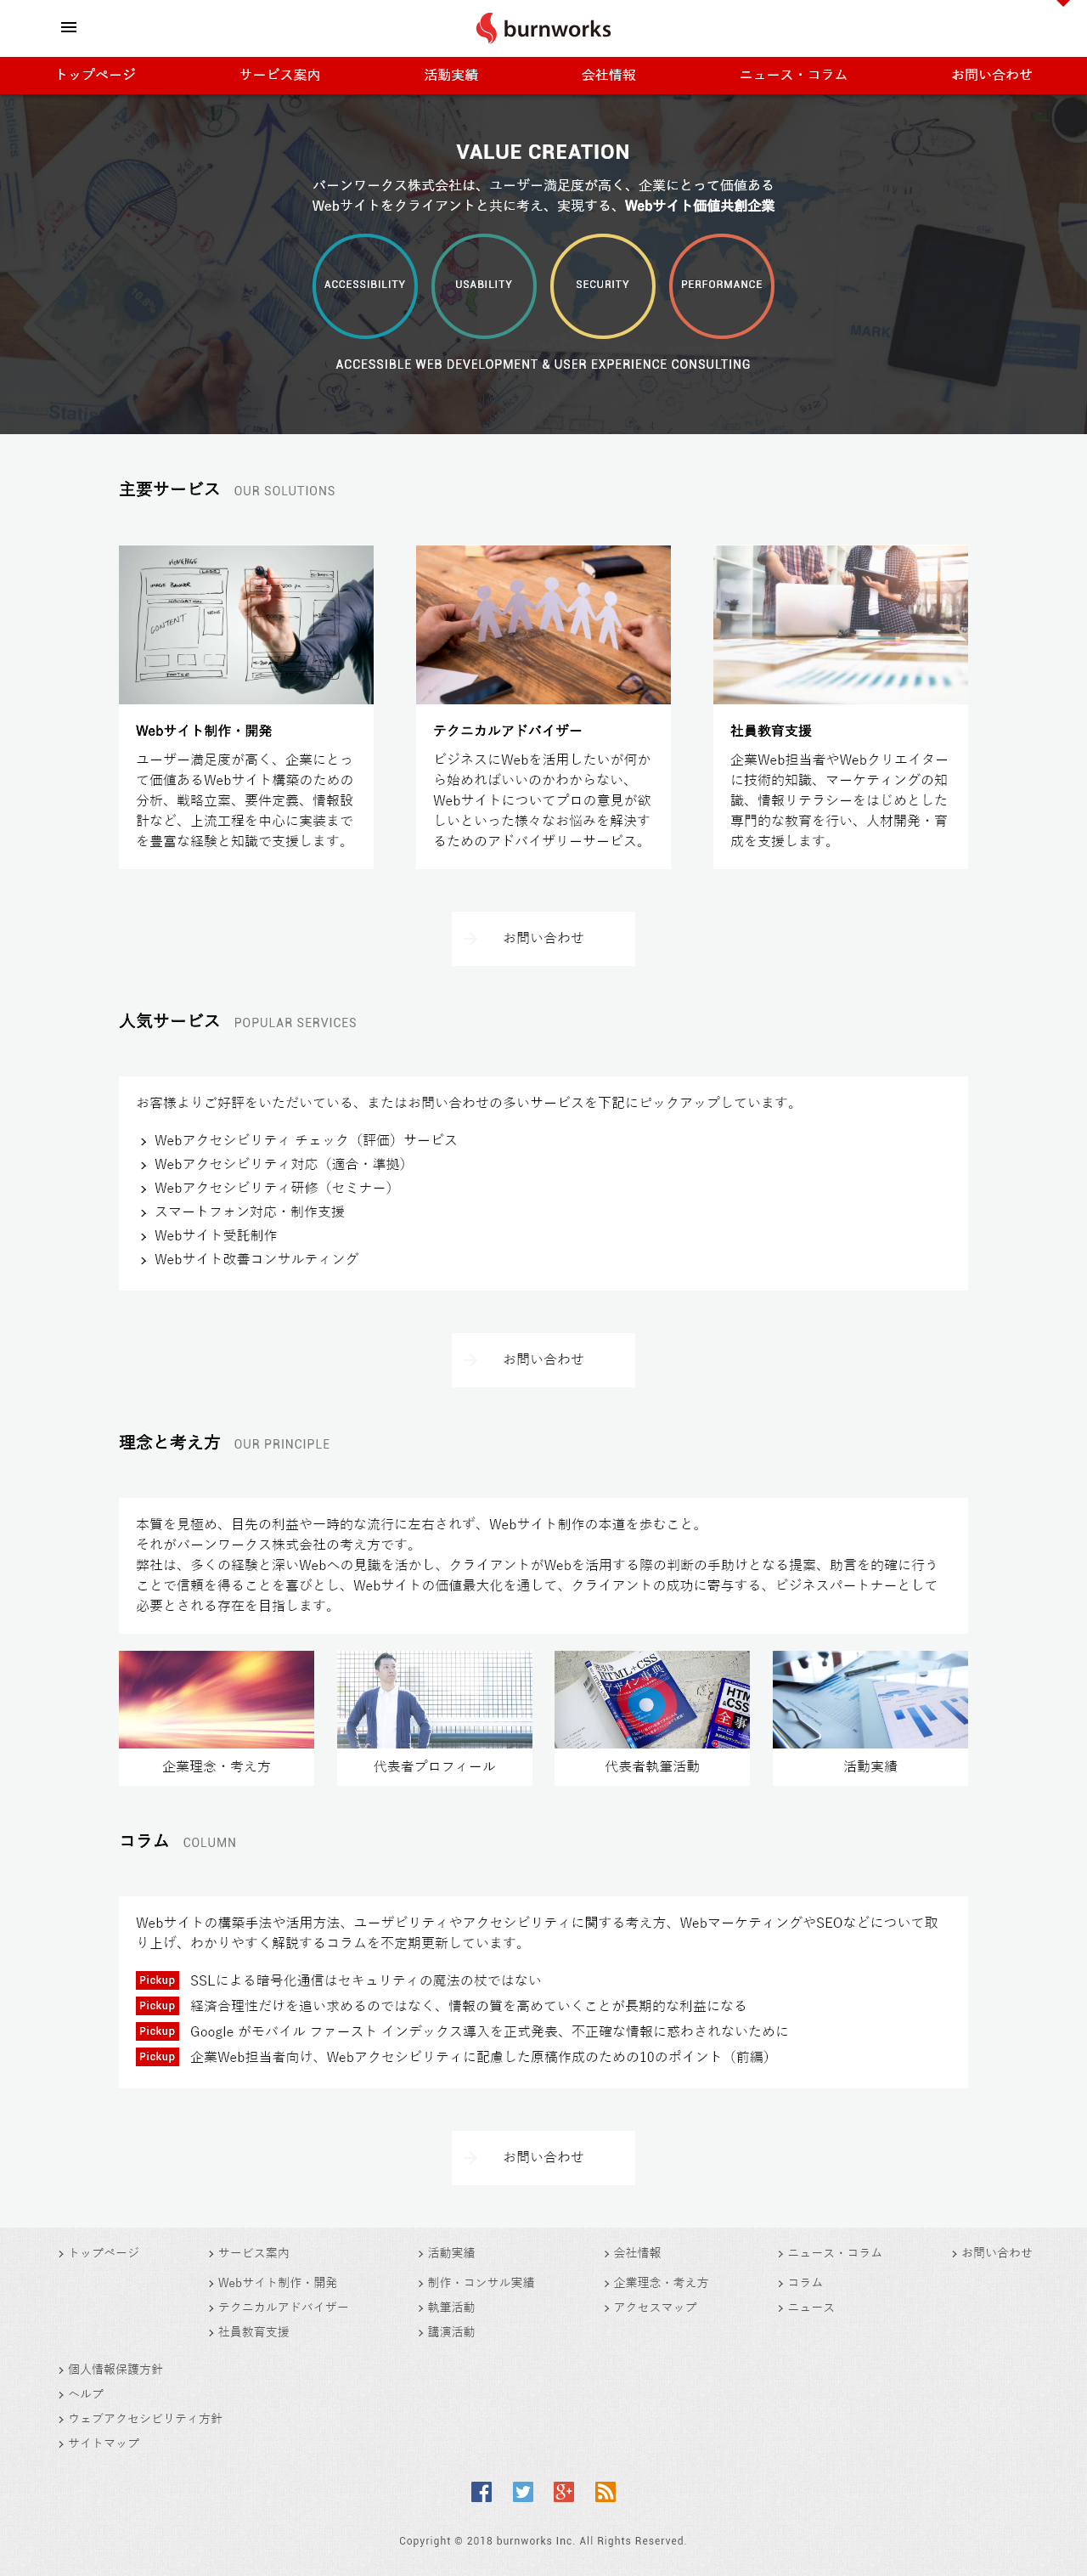 burnworks
トップページ
サービス案内
活動実績
会社情報
ニュース・コラム
お問い合わせ
VALUE CREATION
バーンワークス株式会社は、ユーザー満足度が高く、企業にとって価値ある
Webサイトをクライアントと共に考え、実現する、Webサイト価値共創企業
ACCESSIBILITY
USABILITY
SECURITY
PERFORMANCE
ACCESSIBLE WEB DEVELOPMENT & USER EXPERIENCE CONSULTING
主要サービス OUR SOLUTIONS
HOMEPAGE
IMAGE BANNER
CONTENT
Webサイト制作・開発
ユーザー満足度が高く、企業にとっ
て価値あるWebサイト構築のための
分析、戦略立案、要件定義、情報設
計など、上流工程を中心に実装まで
を豊富な経験と知識で支援します。
テクニカルアドバイザー
ビジネスにWebを活用したいが何か
ら始めればいいのかわからない、
Webサイトについてプロの意見が欲
しいといった様々なお悩みを解決す
るためのアドバイザリーサービス。
社員教育支援
企業Web担当者やWebクリエイター
に技術的知識、マーケティングの知
識、情報リテラシーをはじめとした
専門的な教育を行い、人材開発・育
成を支援します。
お問い合わせ
人気サービス POPULAR SERVICES
お客様よりご好評をいただいている、またはお問い合わせの多いサービスを下記にピックアップしています。
Webアクセシビリティ チェック（評価）サービス
Webアクセシビリティ対応（適合・準拠）
Webアクセシビリティ研修（セミナー）
スマートフォン対応・制作支援
Webサイト受託制作
Webサイト改善コンサルティング
お問い合わせ
理念と考え方 OUR PRINCIPLE
本質を見極め、目先の利益や一時的な流行に左右されず、Webサイト制作の本道を歩むこと。
それがバーンワークス株式会社の考え方です。
弊社は、多くの経験と深いWebへの見識を活かし、クライアントがWebを活用する際の判断の手助けとなる提案、助言を的確に行う
ことで信頼を得ることを喜びとし、Webサイトの価値最大化を通して、クライアントの成功に寄与する、ビジネスパートナーとして
必要とされる存在を目指します。
企業理念・考え方
代表者プロフィール
代表者執筆活動
活動実績
コラム COLUMN
Webサイトの構築手法や活用方法、ユーザビリティやアクセシビリティに関する考え方、WebマーケティングやSEOなどについて取
り上げ、わかりやすく解説するコラムを不定期更新しています。
Pickup SSLによる暗号化通信はセキュリティの魔法の杖ではない
Pickup 経済合理性だけを追い求めるのではなく、情報の質を高めていくことが長期的な利益になる
Pickup Google がモバイル ファースト インデックス導入を正式発表、不正確な情報に惑わされないために
Pickup 企業Web担当者向け、Webアクセシビリティに配慮した原稿作成のための10のポイント（前編）
お問い合わせ
トップページ
サービス案内
Webサイト制作・開発
テクニカルアドバイザー
社員教育支援
活動実績
制作・コンサル実績
執筆活動
講演活動
会社情報
企業理念・考え方
アクセスマップ
ニュース・コラム
コラム
ニュース
お問い合わせ
個人情報保護方針
ヘルプ
ウェブアクセシビリティ方針
サイトマップ
Copyright © 2018 burnworks Inc. All Rights Reserved.